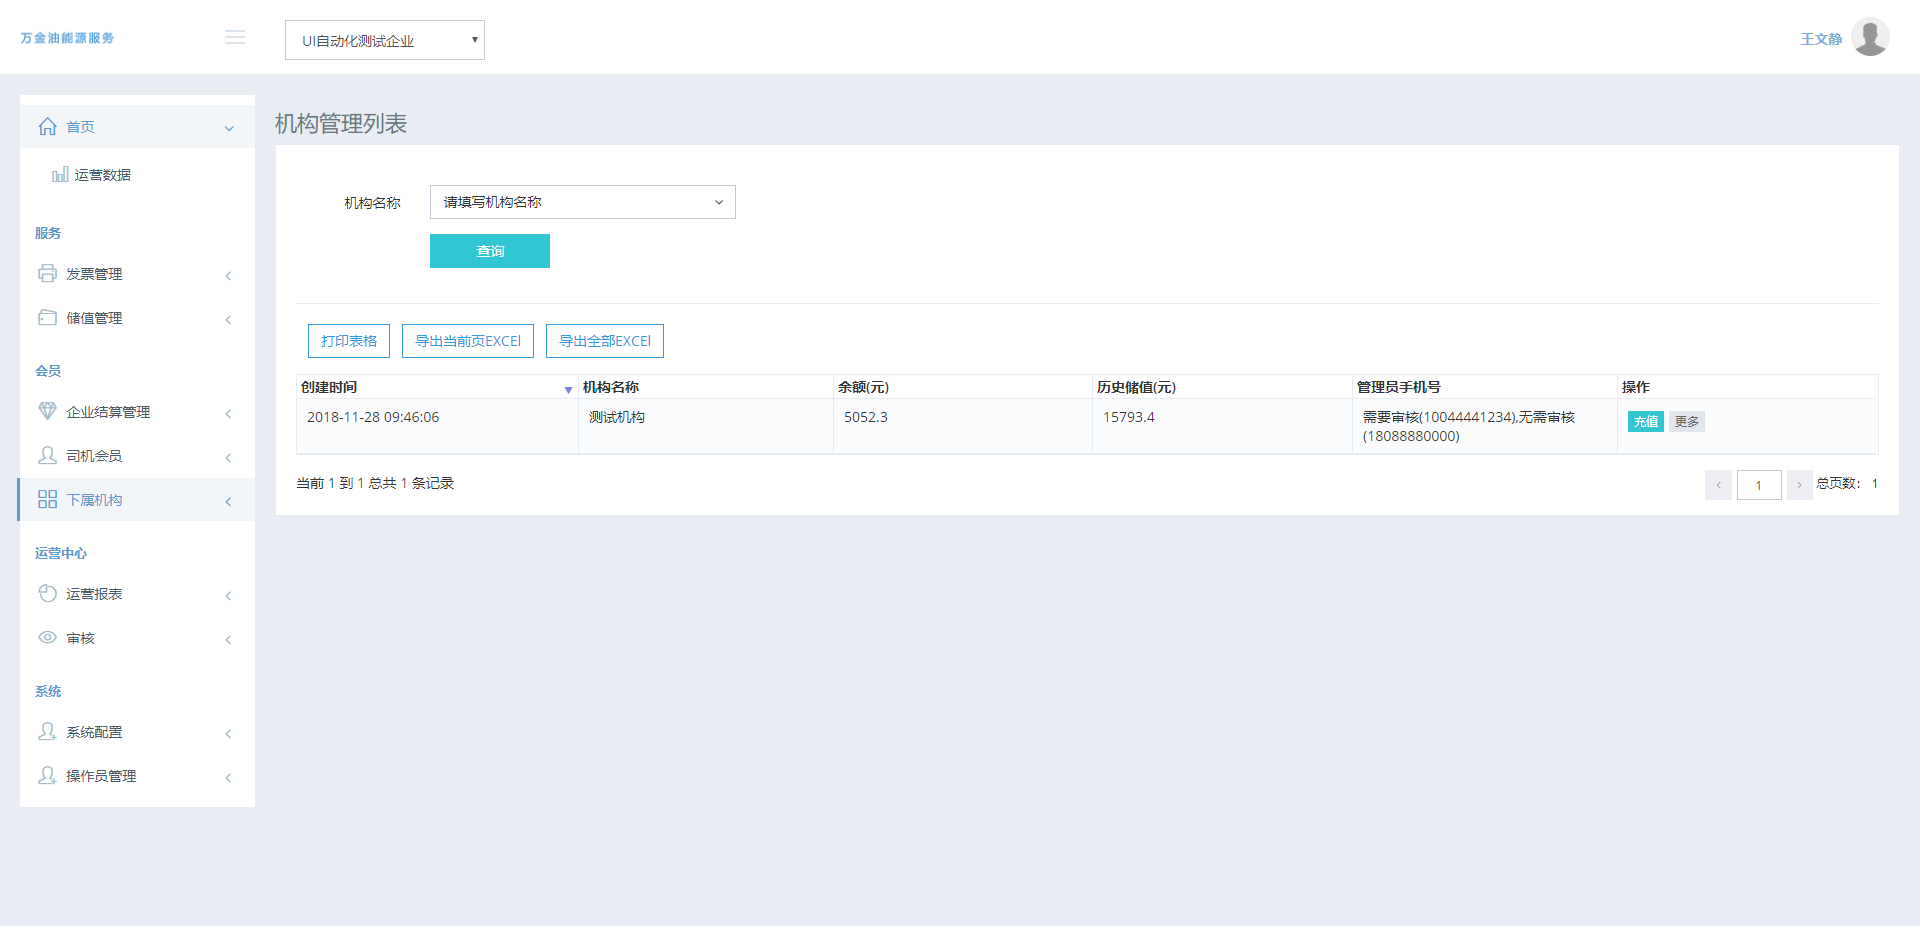 万金油能源服务
UI自动化测试企业
王文静
首页
运营数据
服务
发票管理
储值管理
会员
企业结算管理
司机会员
下属机构
运营中心
运营报表
审核
系统
系统配置
操作员管理
机构管理列表
机构名称 请填写机构名称
查询
打印表格 导出当前页EXCEl 导出全部EXCEl
创建时间 机构名称 余额(元) 历史储值(元) 管理员手机号 操作
2018-11-28 09:46:06 测试机构 5052.3 15793.4 需要审核(10044441234),无需审核 充值 更多
(18088880000)
当前 1 到 1 总共 1 条记录
1 总页数： 1